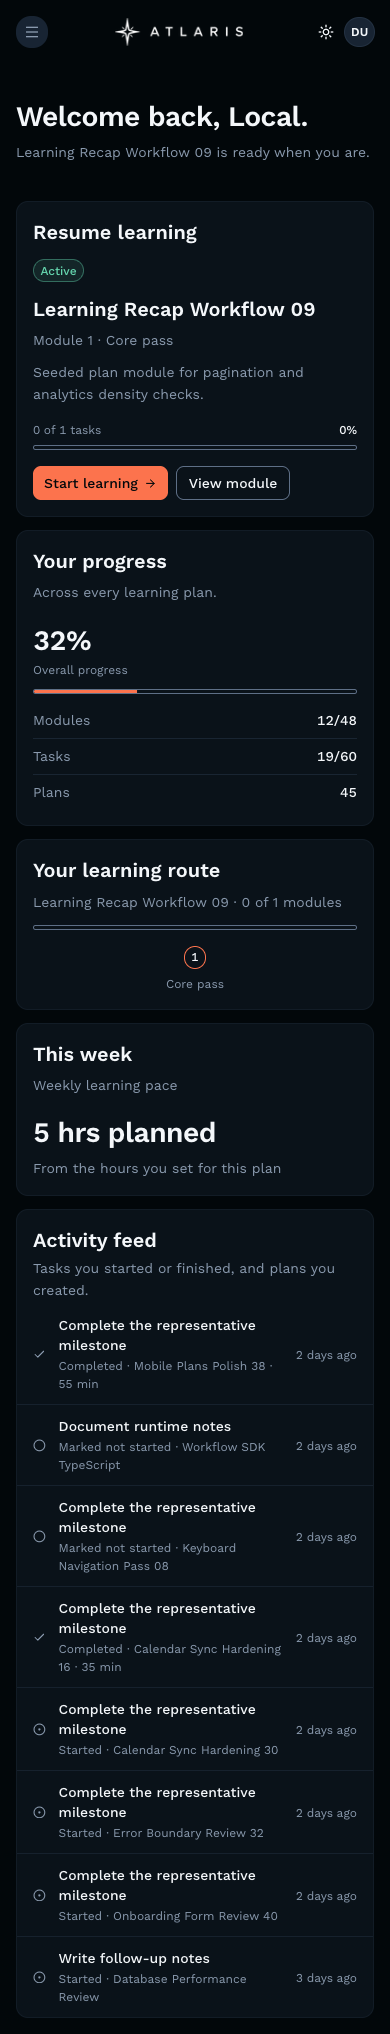 ATLARIS
DU
Welcome back, Local.
Learning Recap Workflow 09 is ready when you are.
Resume learning
Active
Learning Recap Workflow 09
Module 1 · Core pass
Seeded plan module for pagination and
analytics density checks.
0 of 1 tasks 0%
Start learning → View module
Your progress
Across every learning plan.
32%
Overall progress
Modules 12/48
Tasks 19/60
Plans 45
Your learning route
Learning Recap Workflow 09 · 0 of 1 modules
1
Core pass
This week
Weekly learning pace
5 hrs planned
From the hours you set for this plan
Activity feed
Tasks you started or finished, and plans you
created.
Complete the representative
milestone
Completed · Mobile Plans Polish 38 ·
55 min
2 days ago
Document runtime notes
Marked not started · Workflow SDK
TypeScript
2 days ago
Complete the representative
milestone
Marked not started · Keyboard
Navigation Pass 08
2 days ago
Complete the representative
milestone
Completed · Calendar Sync Hardening
16 · 35 min
2 days ago
Complete the representative
milestone
Started · Calendar Sync Hardening 30
2 days ago
Complete the representative
milestone
Started · Error Boundary Review 32
2 days ago
Complete the representative
milestone
Started · Onboarding Form Review 40
2 days ago
Write follow-up notes
Started · Database Performance
Review
3 days ago